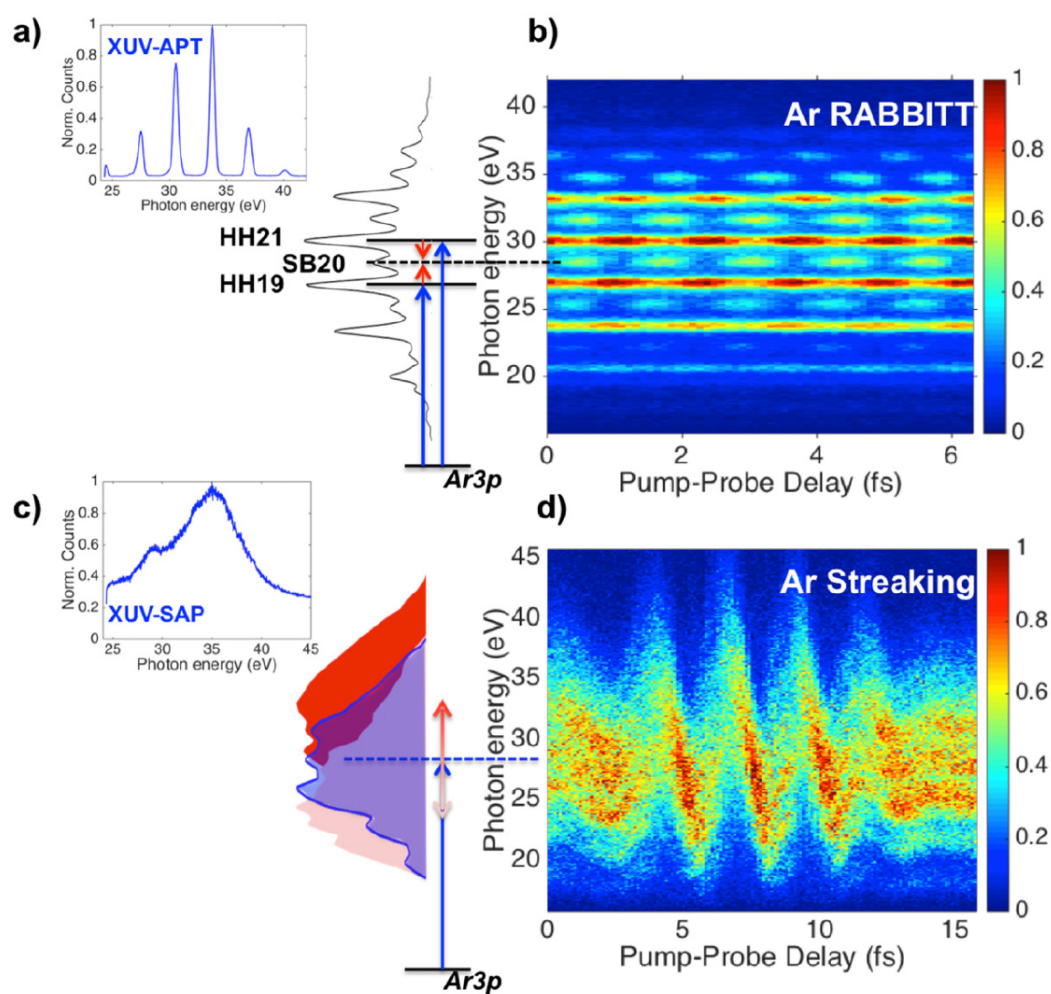 a)
XUV-APT
Norm. Counts
1
0.8
0.6
0.4
0.2
0
25
30
35
40
Photon energy (eV)
HH21
SB20
HH19
Ar3p
b)
Ar RABBITT
Photon energy (eV)
40
35
30
25
20
0
2
4
6
Pump-Probe Delay (fs)
1
0.8
0.6
0.4
0.2
0
c)
XUV-SAP
Norm. Counts
1
0.8
0.6
0.4
0.2
0
25
30
35
40
45
Photon energy (eV)
Ar3p
d)
Ar Streaking
Photon energy (eV)
45
40
35
30
25
20
0
5
10
15
Pump-Probe Delay (fs)
1
0.8
0.6
0.4
0.2
0